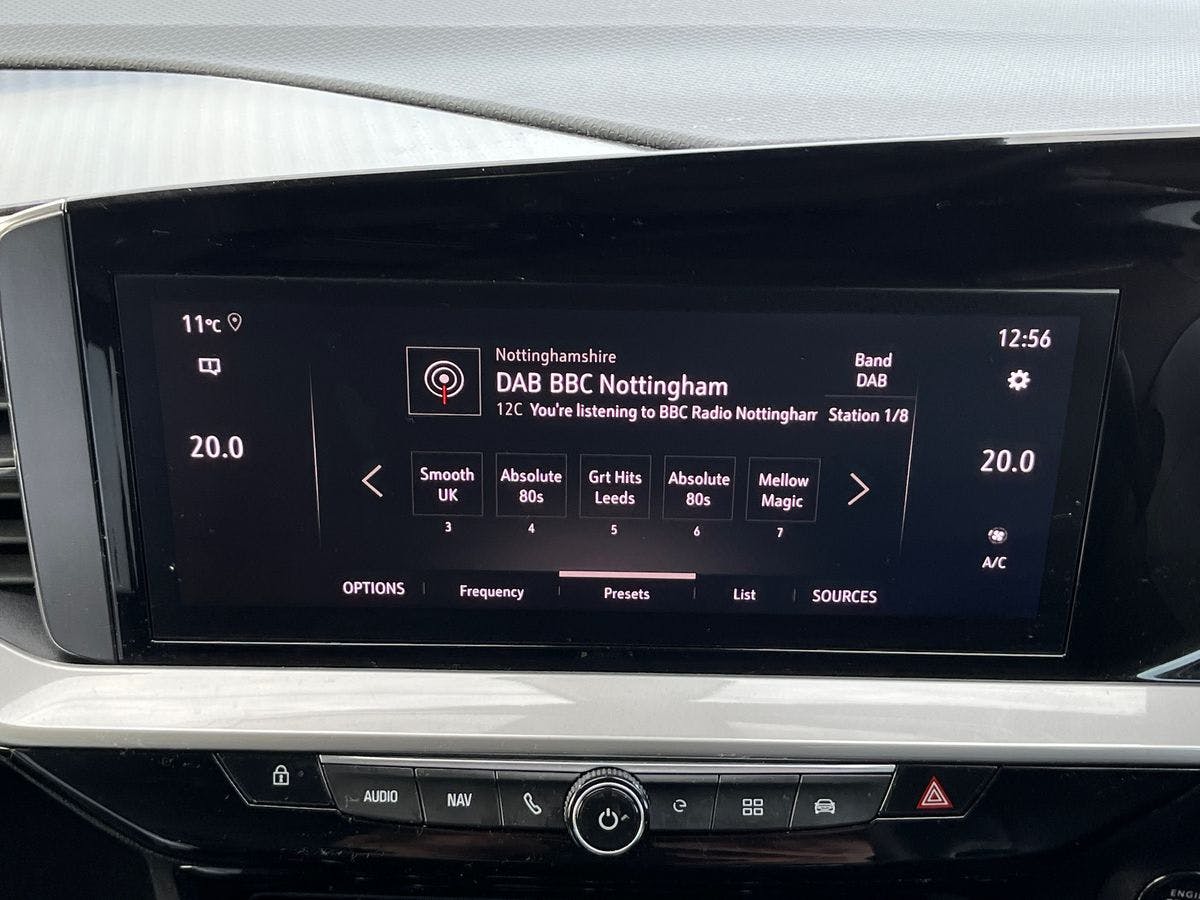 11°C
12:56
Nottinghamshire
DAB BBC Nottingham
12C You're listening to BBC Radio Nottingham
Band
DAB
Station 1/8
20.0
20.0
Smooth
UK
3
Absolute
80s
4
Grt Hits
Leeds
5
Absolute
80s
6
Mellow
Magic
7
A/C
OPTIONS
Frequency
Presets
List
SOURCES
AUDIO
NAV